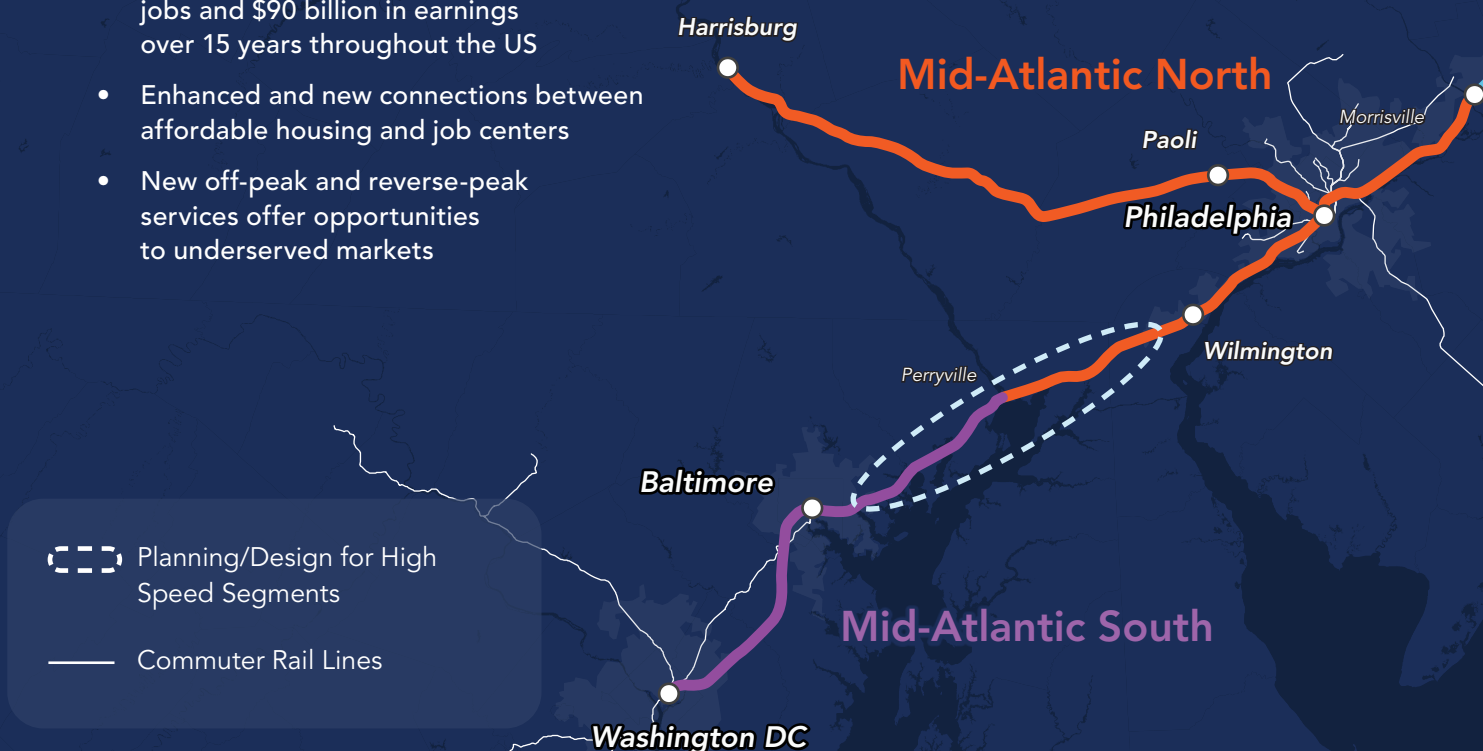 jobs and $90 billion in earnings
over 15 years throughout the US
• Enhanced and new connections between
affordable housing and job centers
• New off-peak and reverse-peak
services offer opportunities
to underserved markets
Harrisburg
Mid-Atlantic North
Morrisville
Paoli
Philadelphia
Wilmington
Perryville
Baltimore
Planning/Design for High
Speed Segments
Mid-Atlantic South
Commuter Rail Lines
Washington DC